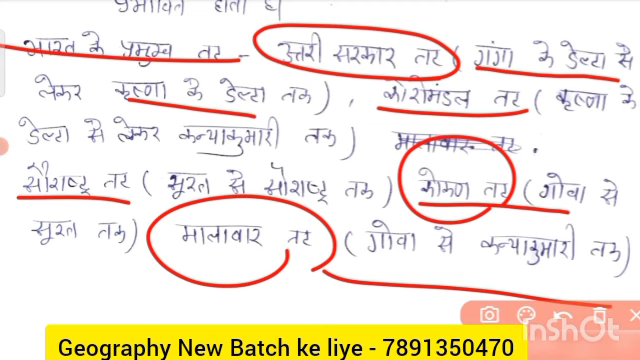 प्रभावित होता है
भारत के प्रमुख तट - उत्तरी सरकार तट ( गंगा के डेल्टा से
लेकर कृष्णा के डेल्टा तक) , कोरोमंडल तट ( कृष्णा के
डेल्टा से लेकर कन्याकुमारी तक) मालाबार तट .
सौराष्ट्र तट ( सूरत से सौराष्ट्र तक) कोकण तट (गोवा से
सूरत तक) मालावार तट (गोवा से कन्याकुमारी तक)
InShOt
Geography New Batch ke liye - 7891350470